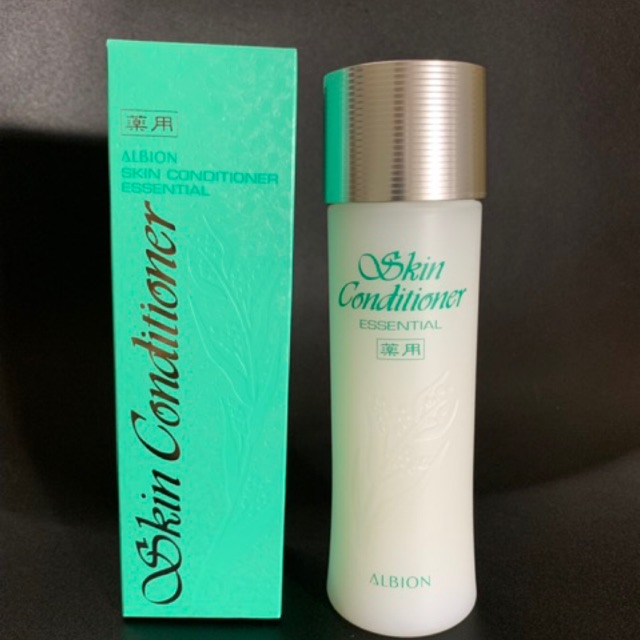 薬用
ALBION
SKIN CONDITIONER
ESSENTIAL
Skin Conditioner
Skin
Conditioner
ESSENTIAL
薬用
ALBION